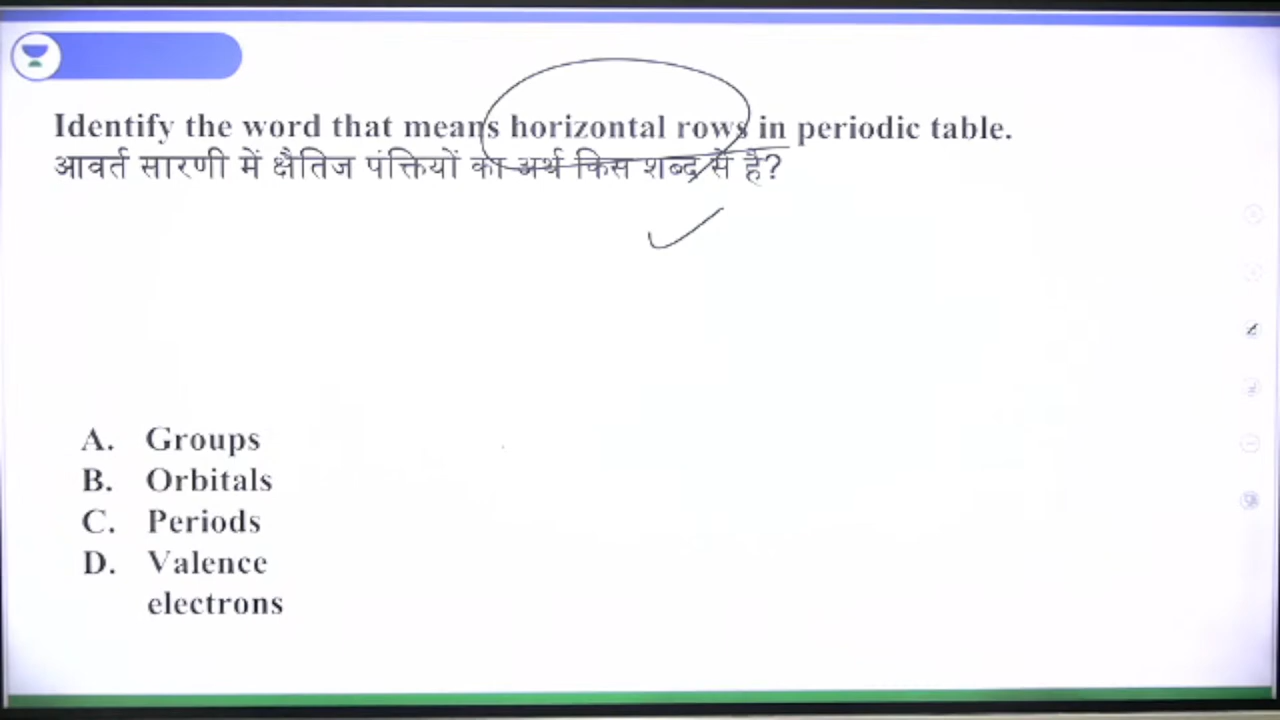 Identify the word that means horizontal rows in periodic table.
आवर्त सारणी में क्षैतिज पंक्तियों का अर्थ किस शब्द से है?
A. Groups
B. Orbitals
C. Periods
D. Valence
electrons